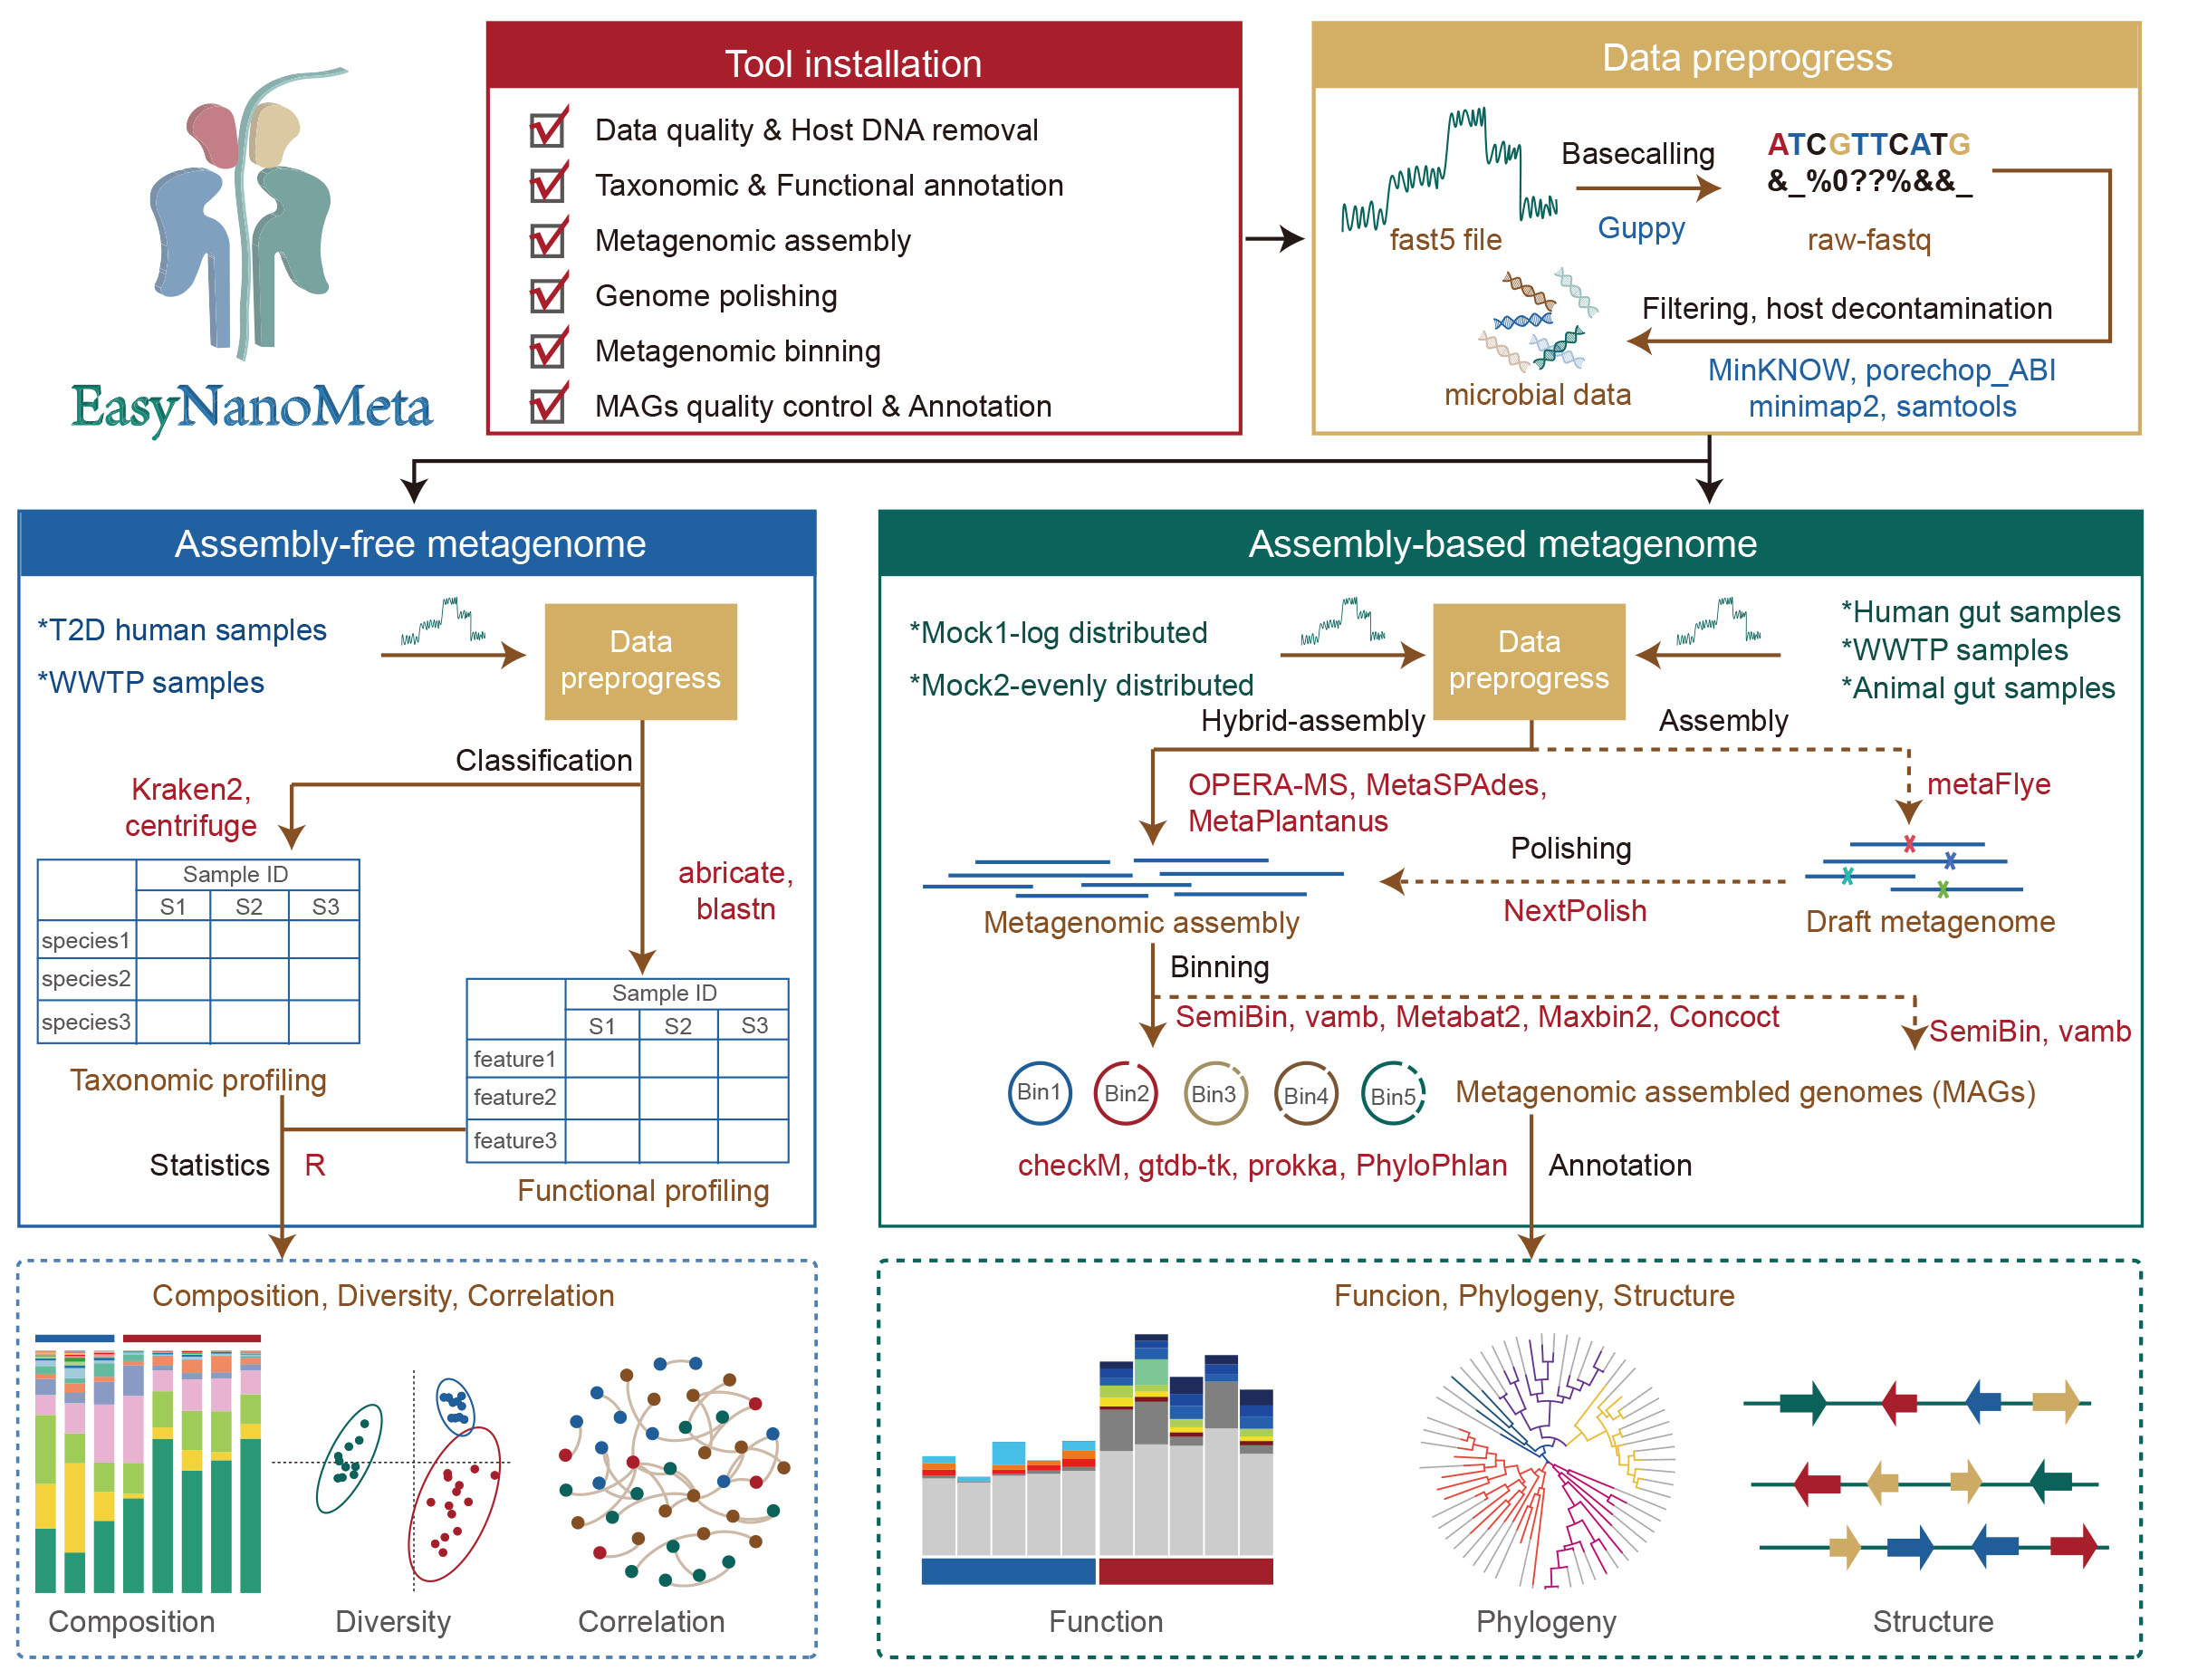 EasyNanoMeta
Tool installation
Data quality & Host DNA removal
Taxonomic & Functional annotation
Metagenomic assembly
Genome polishing
Metagenomic binning
MAGs quality control & Annotation
Data preprogress
fast5 file
Basecalling
Guppy
ATCGTTCATG
&_%0??%&&_
raw-fastq
Filtering, host decontamination
MinKNOW, porechop_ABI
minimap2, samtools
microbial data
Assembly-free metagenome
*T2D human samples
*WWTP samples
Data
preprogress
Classification
Kraken2,
centrifuge
abricate,
blastn
Sample ID
S1 S2 S3
species1
species2
species3
Taxonomic profiling
Sample ID
S1 S2 S3
feature1
feature2
feature3
Functional profiling
Statistics R
Composition, Diversity, Correlation
Composition
Diversity
Correlation
Assembly-based metagenome
*Mock1-log distributed
*Mock2-evenly distributed
Data
preprogress
*Human gut samples
*WWTP samples
*Animal gut samples
Hybrid-assembly
Assembly
OPERA-MS, MetaSPAdes,
MetaPlantanus
metaFlye
Polishing
NextPolish
Metagenomic assembly
Draft metagenome
Binning
SemiBin, vamb, Metabat2, Maxbin2, Concoct
SemiBin, vamb
Bin1 Bin2 Bin3 Bin4 Bin5
Metagenomic assembled genomes (MAGs)
checkM, gtdb-tk, prokka, PhyloPhlan
Annotation
Funcion, Phylogeny, Structure
Function
Phylogeny
Structure